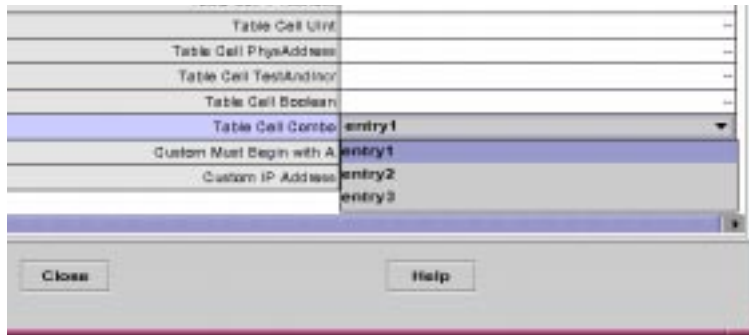 Table Cell UInt --
Table Cell PhysAddress --
Table Cell TestAndIncr --
Table Cell Boolean --
Table Cell Combo entry1
Custom Must Begin with A entry1
Custom IP Address entry2
entry3
Close Help